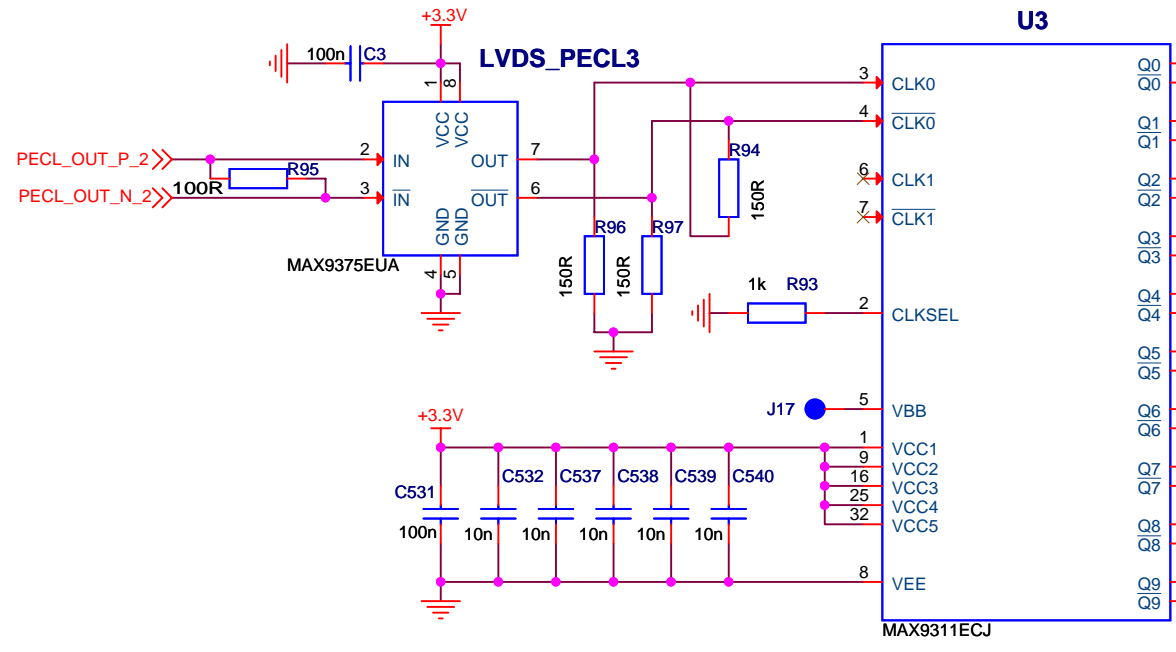 U3
+3.3V
100n
C3
LVDS_PECL3
1
8
VCC
VCC
PECL_OUT_P_2
2
IN
R95
100R
PECL_OUT_N_2
3
IN
OUT
7
OUT
6
GND
GND
4
5
MAX9375EUA
R96
150R
R97
150R
R94
150R
3
CLK0
4
CLK0
6
CLK1
7
CLK1
1k
R93
2
CLKSEL
J17
5
VBB
+3.3V
1
VCC1
9
VCC2
16
VCC3
25
VCC4
32
VCC5
C531
100n
C532
10n
C537
10n
C538
10n
C539
10n
C540
10n
8
VEE
Q0
Q0
Q1
Q1
Q2
Q2
Q3
Q3
Q4
Q4
Q5
Q5
Q6
Q6
Q7
Q7
Q8
Q8
Q9
Q9
MAX9311ECJ